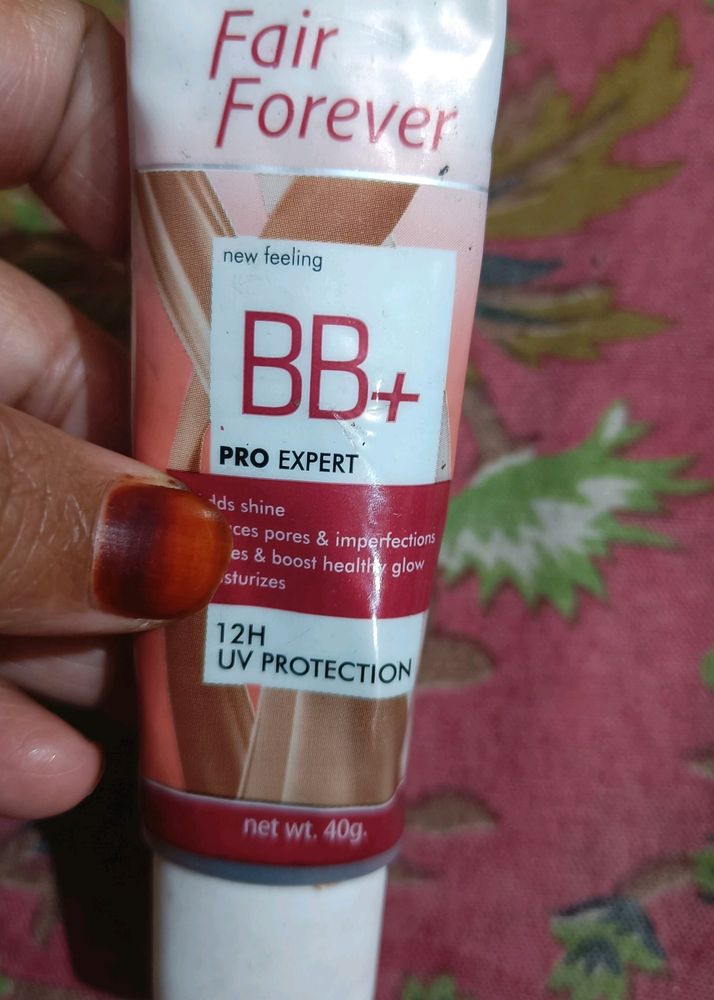 Fair
Forever
new feeling
BB+
PRO EXPERT
shine
pores & imperfections
& boost healthy glow
12H
UV PROTECTION
net wt. 40g.